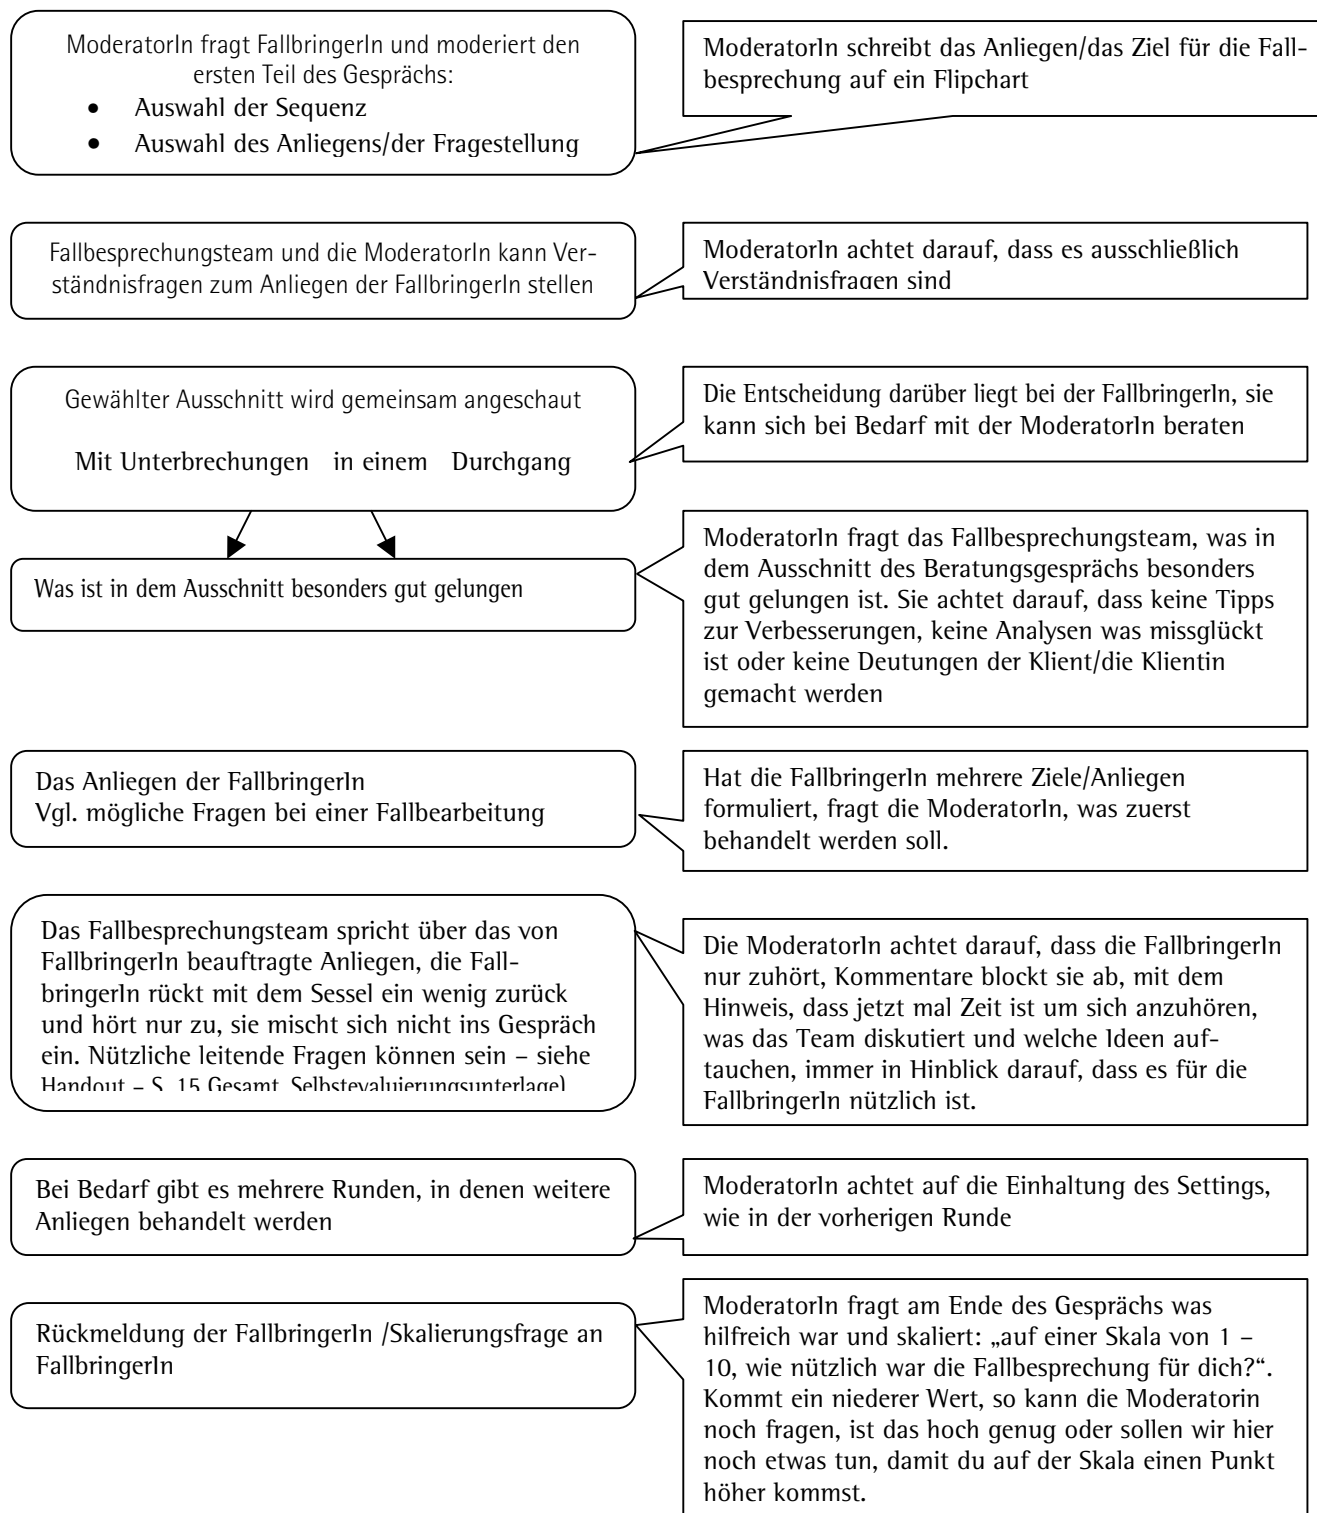 ModeratorIn fragt FallbringerIn und moderiert den
ersten Teil des Gesprächs:
• Auswahl der Sequenz
• Auswahl des Anliegens/der Fragestellung
ModeratorIn schreibt das Anliegen/das Ziel für die Fall-
besprechung auf ein Flipchart
Fallbesprechungsteam und die ModeratorIn kann Ver-
ständnisfragen zum Anliegen der FallbringerIn stellen
ModeratorIn achtet darauf, dass es ausschließlich
Verständnisfragen sind
Gewählter Ausschnitt wird gemeinsam angeschaut
Mit Unterbrechungen in einem Durchgang
Die Entscheidung darüber liegt bei der FallbringerIn, sie
kann sich bei Bedarf mit der ModeratorIn beraten
Was ist in dem Ausschnitt besonders gut gelungen
ModeratorIn fragt das Fallbesprechungsteam, was in
dem Ausschnitt des Beratungsgesprächs besonders
gut gelungen ist. Sie achtet darauf, dass keine Tipps
zur Verbesserungen, keine Analysen was missglückt
ist oder keine Deutungen der Klient/die Klientin
gemacht werden
Das Anliegen der FallbringerIn
Vgl. mögliche Fragen bei einer Fallbearbeitung
Hat die FallbringerIn mehrere Ziele/Anliegen
formuliert, fragt die ModeratorIn, was zuerst
behandelt werden soll.
Das Fallbesprechungsteam spricht über das von
FallbringerIn beauftragte Anliegen, die Fall-
bringerIn rückt mit dem Sessel ein wenig zurück
und hört nur zu, sie mischt sich nicht ins Gespräch
ein. Nützliche leitende Fragen können sein – siehe
Handout – S. 15 Gesamt. Selbstevaluierungsunterlage)
Die ModeratorIn achtet darauf, dass die FallbringerIn
nur zuhört, Kommentare blockt sie ab, mit dem
Hinweis, dass jetzt mal Zeit ist um sich anzuhören,
was das Team diskutiert und welche Ideen auf-
tauchen, immer in Hinblick darauf, dass es für die
FallbringerIn nützlich ist.
Bei Bedarf gibt es mehrere Runden, in denen weitere
Anliegen behandelt werden
ModeratorIn achtet auf die Einhaltung des Settings,
wie in der vorherigen Runde
Rückmeldung der FallbringerIn /Skalierungsfrage an
FallbringerIn
ModeratorIn fragt am Ende des Gesprächs was
hilfreich war und skaliert: „auf einer Skala von 1 –
10, wie nützlich war die Fallbesprechung für dich?“.
Kommt ein niederer Wert, so kann die Moderatorin
noch fragen, ist das hoch genug oder sollen wir hier
noch etwas tun, damit du auf der Skala einen Punkt
höher kommst.